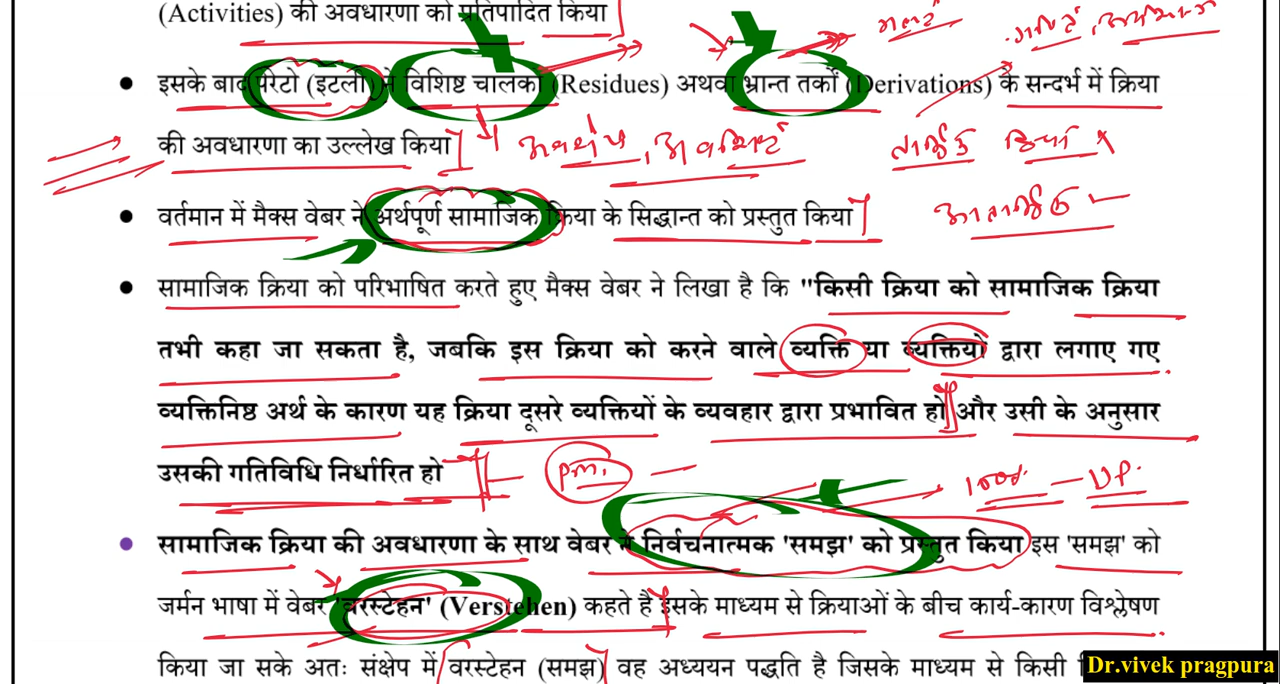 (Activities) की अवधारणा को प्रतिपादित किया
गलत
• इसके बाद परेटो (इटली) ने विशिष्ट चालकों (Residues) अथवा भ्रान्त तर्कों (Derivations) के सन्दर्भ में क्रिया
की अवधारणा का उल्लेख किया अवशेष, अवशिष्ट तार्किक क्रिया
• वर्तमान में मैक्स वेबर ने अर्थपूर्ण सामाजिक क्रिया के सिद्धान्त को प्रस्तुत किया अतार्किक
• सामाजिक क्रिया को परिभाषित करते हुए मैक्स वेबर ने लिखा है कि "किसी क्रिया को सामाजिक क्रिया
तभी कहा जा सकता है, जबकि इस क्रिया को करने वाले व्यक्ति या व्यक्तियों द्वारा लगाए गए
व्यक्तिनिष्ठ अर्थ के कारण यह क्रिया दूसरे व्यक्तियों के व्यवहार द्वारा प्रभावित हो और उसी के अनुसार
उसकी गतिविधि निर्धारित हो
• सामाजिक क्रिया की अवधारणा के साथ वेबर ने निर्वचनात्मक 'समझ' को प्रस्तुत किया इस 'समझ' को
जर्मन भाषा में वेबर 'वरस्टेहन' (Verstehen) कहते हैं इसके माध्यम से क्रियाओं के बीच कार्य-कारण विश्लेषण
किया जा सके अतः संक्षेप में वरस्टेहन (समझ) वह अध्ययन पद्धति है जिसके माध्यम से किसी
Dr.vivek pragpura